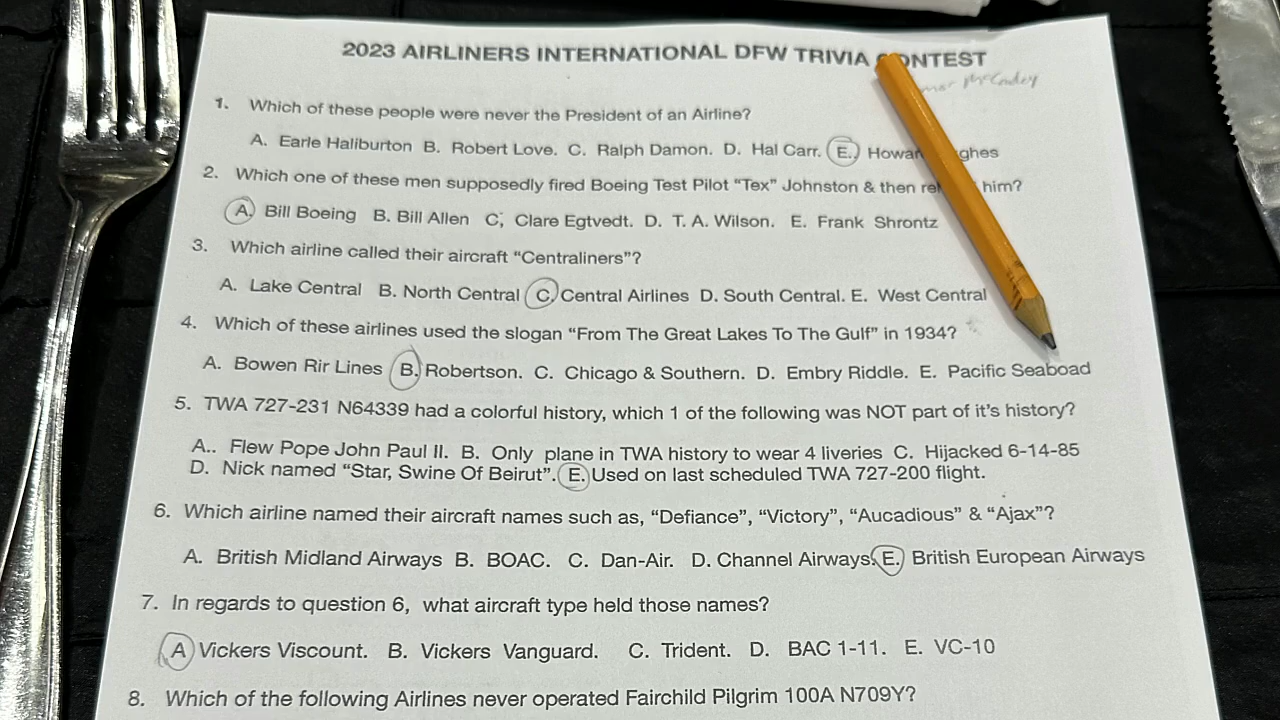 2023 AIRLINERS INTERNATIONAL DFW TRIVIA CONTEST
1. Which of these people were never the President of an Airline?
A. Earle Haliburton B. Robert Love. C. Ralph Damon. D. Hal Carr. E. Howard Hughes
2. Which one of these men supposedly fired Boeing Test Pilot “Tex” Johnston & then him?
A. Bill Boeing B. Bill Allen C; Clare Egtvedt. D. T. A. Wilson. E. Frank Shrontz
3. Which airline called their aircraft “Centraliners”?
A. Lake Central B. North Central C. Central Airlines D. South Central. E. West Central
4. Which of these airlines used the slogan “From The Great Lakes To The Gulf” in 1934?
A. Bowen Rir Lines B. Robertson. C. Chicago & Southern. D. Embry Riddle. E. Pacific Seaboad
5. TWA 727-231 N64339 had a colorful history, which 1 of the following was NOT part of it’s history?
A.. Flew Pope John Paul II. B. Only plane in TWA history to wear 4 liveries C. Hijacked 6-14-85
D. Nick named “Star, Swine Of Beirut”. E. Used on last scheduled TWA 727-200 flight.
6. Which airline named their aircraft names such as, “Defiance”, “Victory”, “Aucadious” & “Ajax”?
A. British Midland Airways B. BOAC. C. Dan-Air. D. Channel Airways. E. British European Airways
7. In regards to question 6, what aircraft type held those names?
A Vickers Viscount. B. Vickers Vanguard. C. Trident. D. BAC 1-11. E. VC-10
8. Which of the following Airlines never operated Fairchild Pilgrim 100A N709Y?